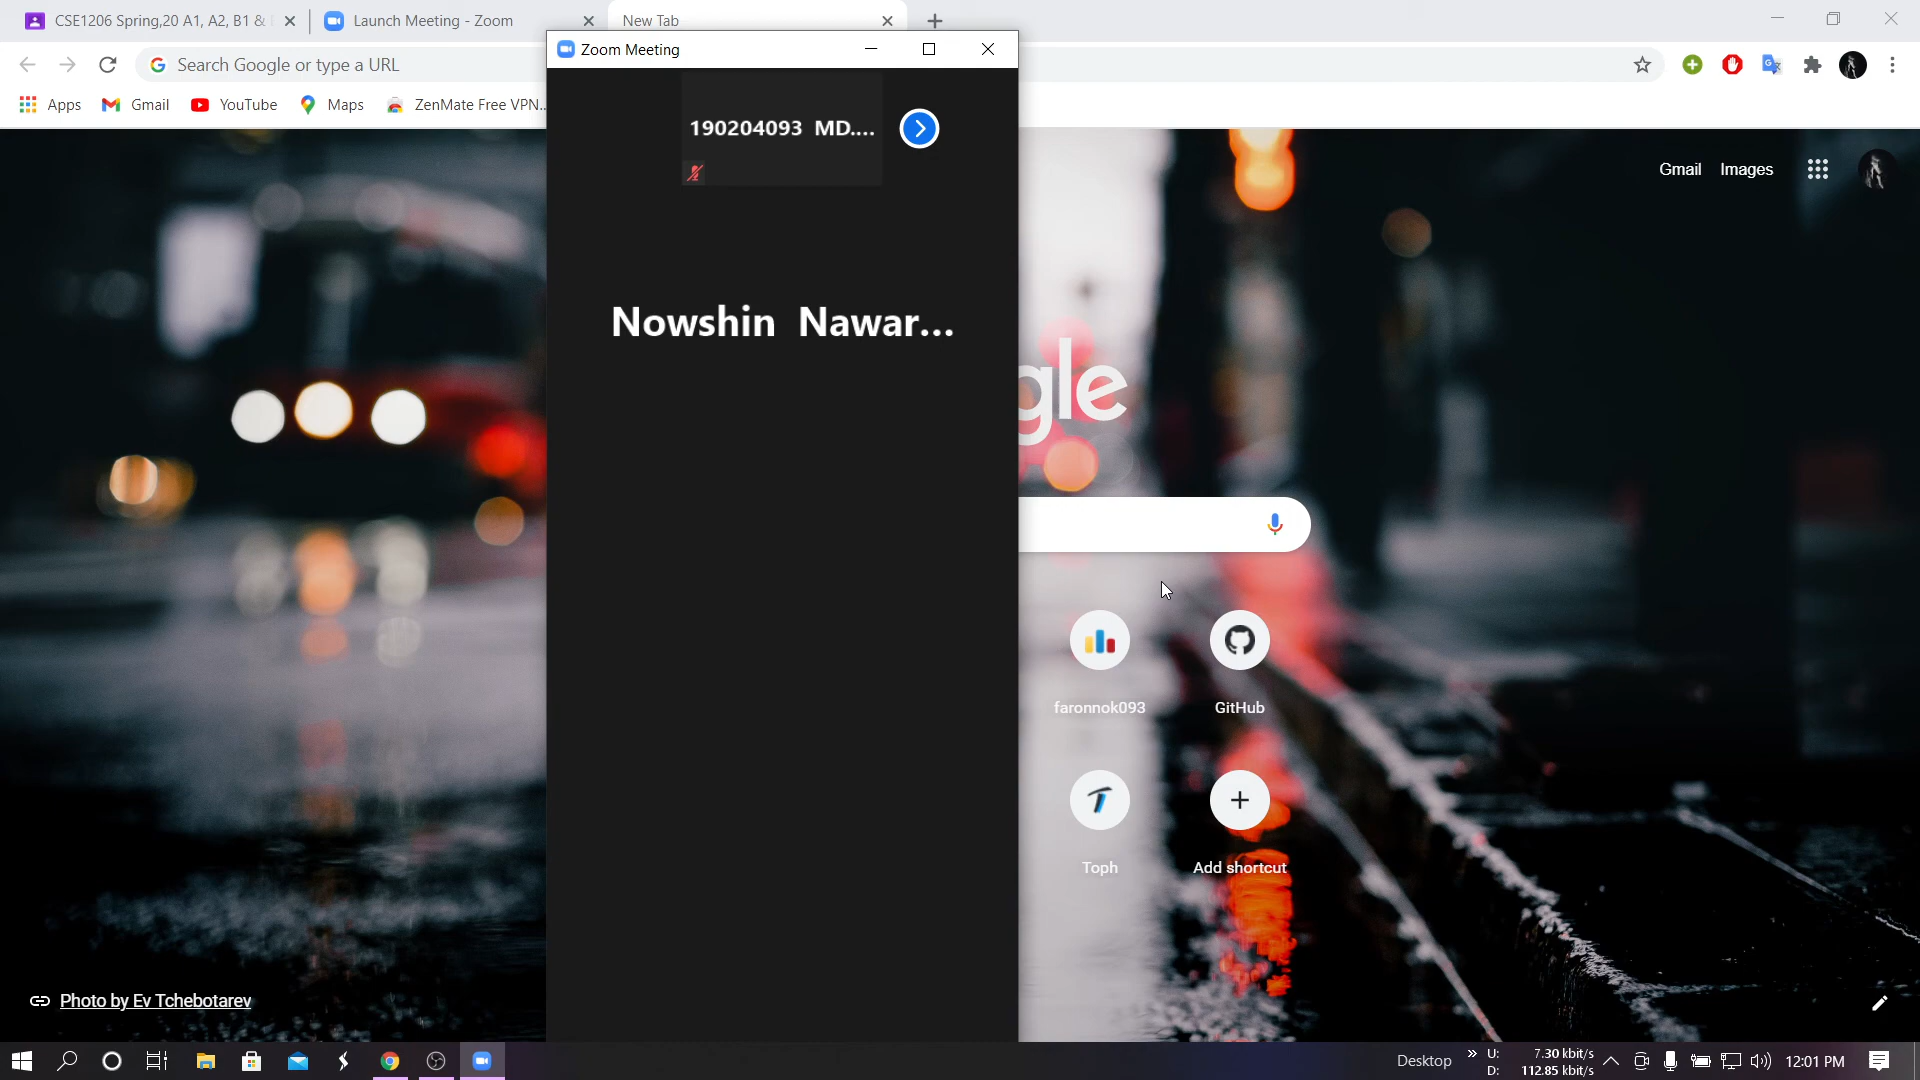 CSE1206 Spring,20 A1, A2, B1 &
Launch Meeting - Zoom
New Tab
Search Google or type a URL
Zoom Meeting
Apps
Gmail
YouTube
Maps
ZenMate Free VPN...
190204093 MD....
Nowshin Nawar...
Gmail
Images
gle
faronnok093
GitHub
Toph
Add shortcut
Photo by Ev Tchebotarev
Desktop
U: 7.30 kbit/s
D: 112.85 kbit/s
12:01 PM